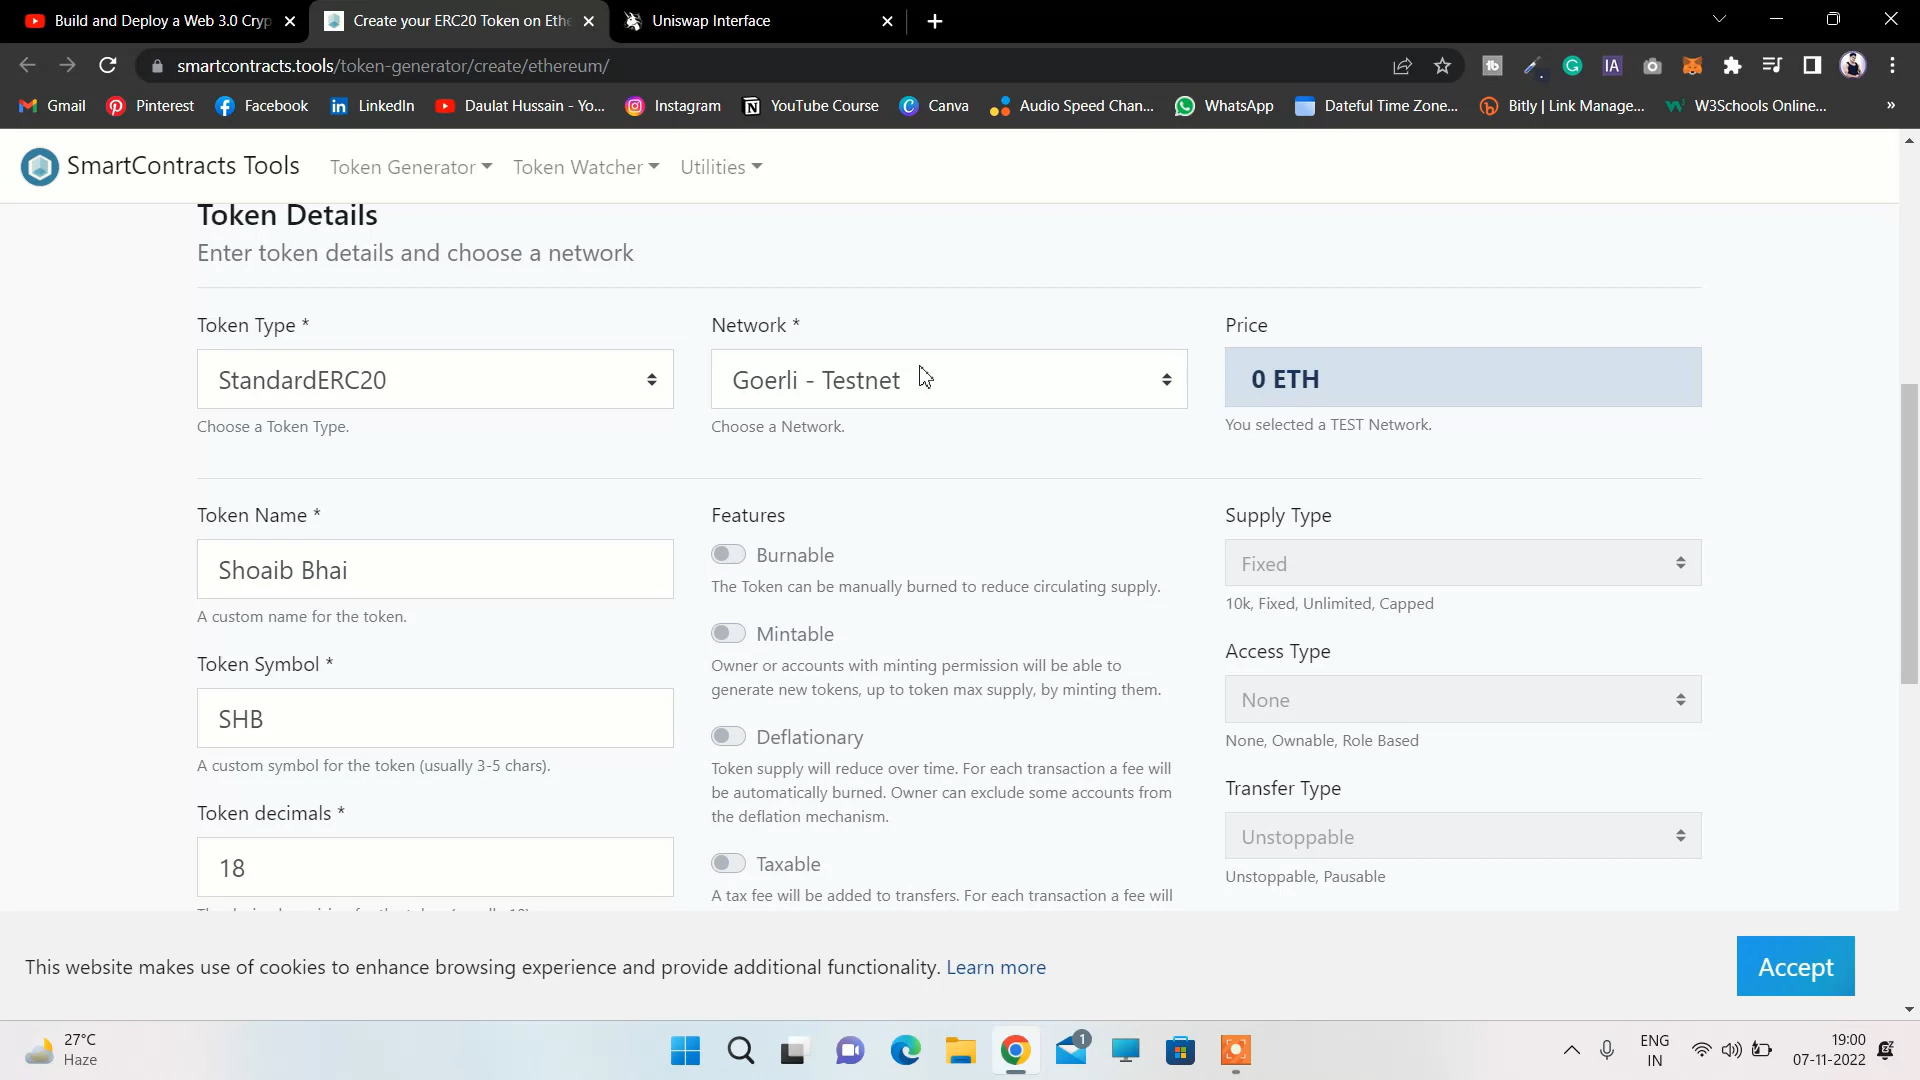 Build and Deploy a Web 3.0 Cryp
Create your ERC20 Token on Ethe
Uniswap Interface
smartcontracts.tools/token-generator/create/ethereum/
Gmail
Pinterest
Facebook
LinkedIn
Daulat Hussain - Yo...
Instagram
YouTube Course
Canva
Audio Speed Chan...
WhatsApp
Dateful Time Zone...
Bitly | Link Manage...
W3Schools Online...
SmartContracts Tools
Token Generator
Token Watcher
Utilities
Token Details
Enter token details and choose a network
Token Type *
StandardERC20
Choose a Token Type.
Network *
Goerli - Testnet
Choose a Network.
Price
0 ETH
You selected a TEST Network.
Token Name *
Shoaib Bhai
A custom name for the token.
Token Symbol *
SHB
A custom symbol for the token (usually 3-5 chars).
Token decimals *
18
Features
Burnable
The Token can be manually burned to reduce circulating supply.
Mintable
Owner or accounts with minting permission will be able to
generate new tokens, up to token max supply, by minting them.
Deflationary
Token supply will reduce over time. For each transaction a fee will
be automatically burned. Owner can exclude some accounts from
the deflation mechanism.
Taxable
A tax fee will be added to transfers. For each transaction a fee will
Supply Type
Fixed
10k, Fixed, Unlimited, Capped
Access Type
None
None, Ownable, Role Based
Transfer Type
Unstoppable
Unstoppable, Pausable
This website makes use of cookies to enhance browsing experience and provide additional functionality. Learn more
Accept
27°C
Haze
1
ENG
IN
19:00
07-11-2022